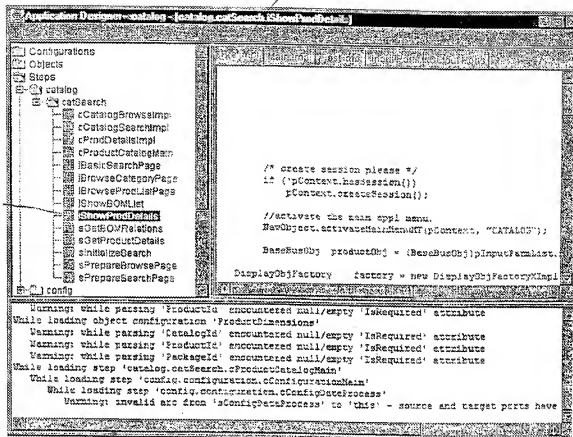 Application Designer - catalog - [catalog.catSearch.iShowProdDetails]
Configurations
Objects
Steps
catalog
catSearch
cCatalogBrowseImpl
cCatalogSearchImpl
cProdDetailsImpl
cProductCatalogMain
iBasicSearchPage
iBrowseCategoryPage
iBrowseProdListPage
iShowBOMList
iShowProdDetails
sGetBOMRelations
sGetProductDetails
sInitializeSearch
sPrepareBrowsePage
sPrepareSearchPage
config
/* create session please */
if (!pContext.hasSession())
pContext.createSession();
//activate the main appl menu.
NavObject.activateMainMenuMT(pContext, "CATALOG");
BaseBusObj productObj = (BaseBusObj)pInputParmList.
DisplayObjFactory factory = new DisplayObjFactoryXImpl
Warning: while parsing 'ProductId' encountered null/empty 'IsRequired' attribute
While loading object configuration 'ProductDimensions'
Warning: while parsing 'CatalogId' encountered null/empty 'IsRequired' attribute
Warning: while parsing 'ProductId' encountered null/empty 'IsRequired' attribute
Warning: while parsing 'PackageId' encountered null/empty 'IsRequired' attribute
While loading step 'catalog.catSearch.cProductCatalogMain'
While loading step 'config.configuration.cConfigurationMain'
While loading step 'config.configuration.cConfigDateProcess'
Warning: invalid arc from 'sConfigDateProcess' to 'this' - source and target ports have